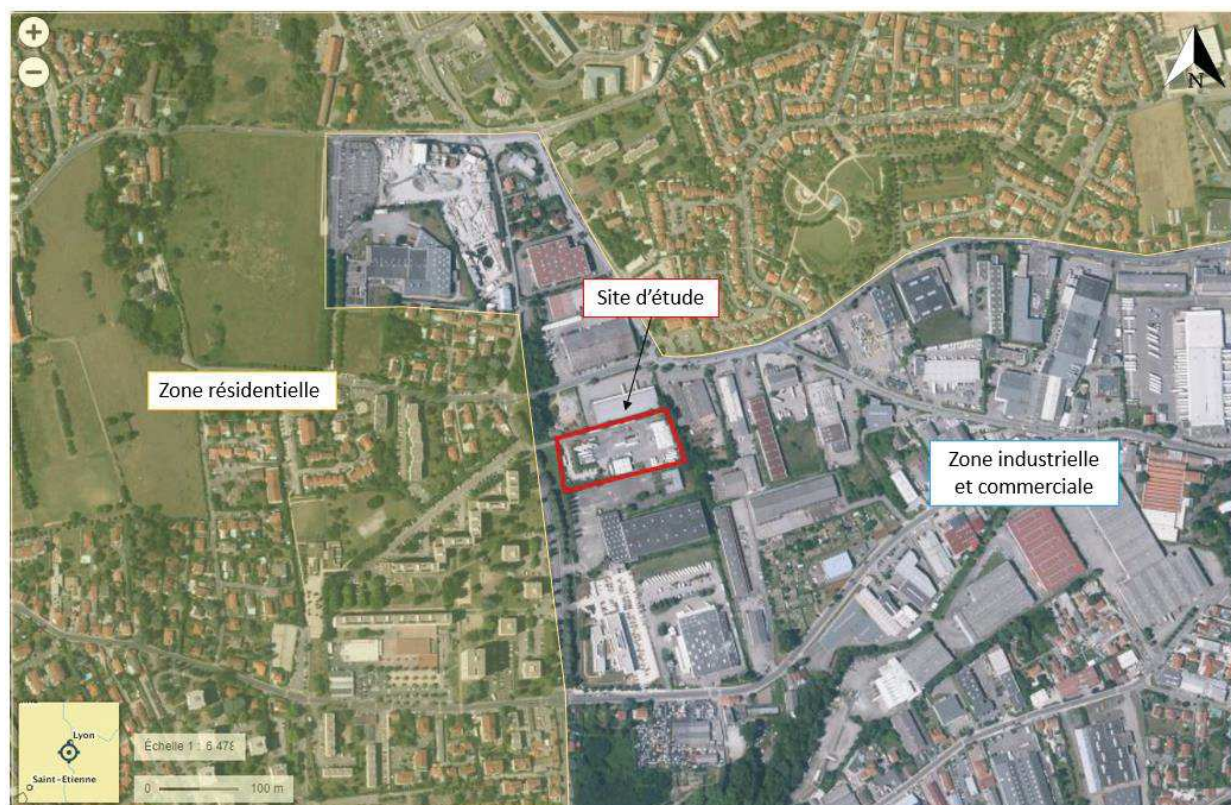 +
−
N
Site d'étude
Zone résidentielle
Zone industrielle
et commerciale
Lyon
Saint-Etienne
Échelle 1 : 6 478
0 100 m